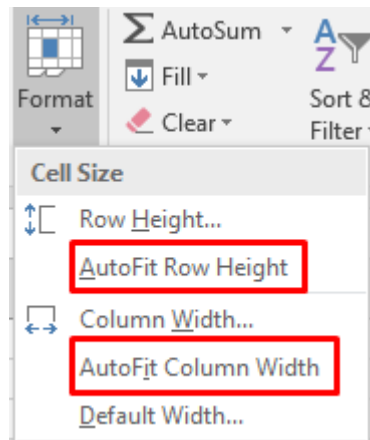 AutoSum
Fill
Clear
Format
Sort &
Filter
Cell Size
Row Height...
AutoFit Row Height
Column Width...
AutoFit Column Width
Default Width...